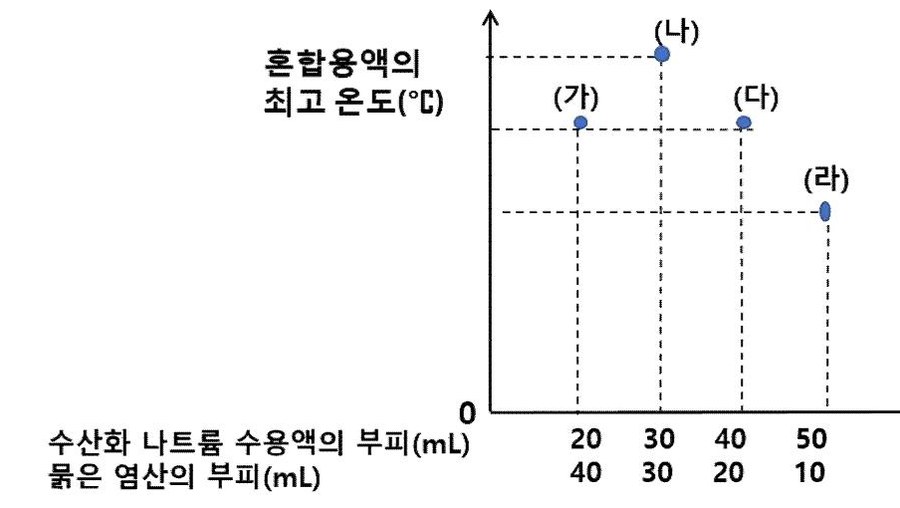 (나)
혼합용액의
최고 온도(℃)
(가)
(다)
(라)
0
수산화 나트륨 수용액의 부피(mL) 20 30 40 50
묽은 염산의 부피(mL) 40 30 20 10